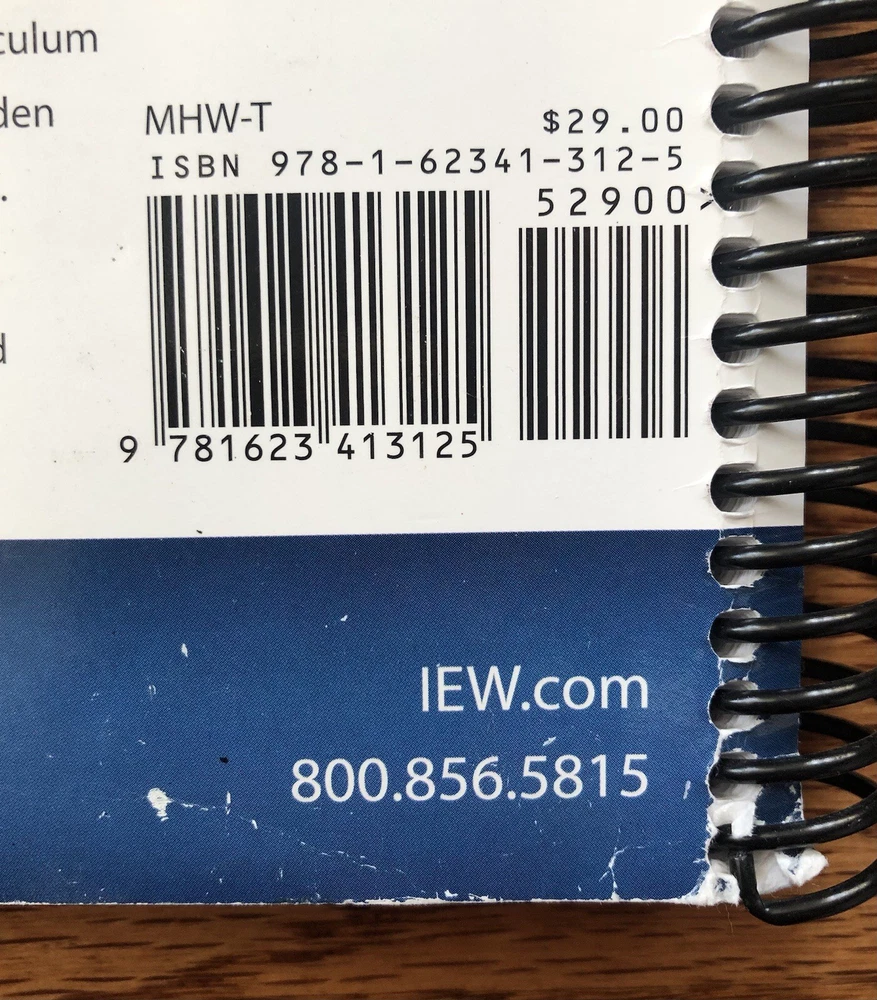 culum
den
.
d
MHW-T
$29.00
ISBN 978-1-62341-312-5
52900>
9 781623 413125
IEW.com
800.856.5815